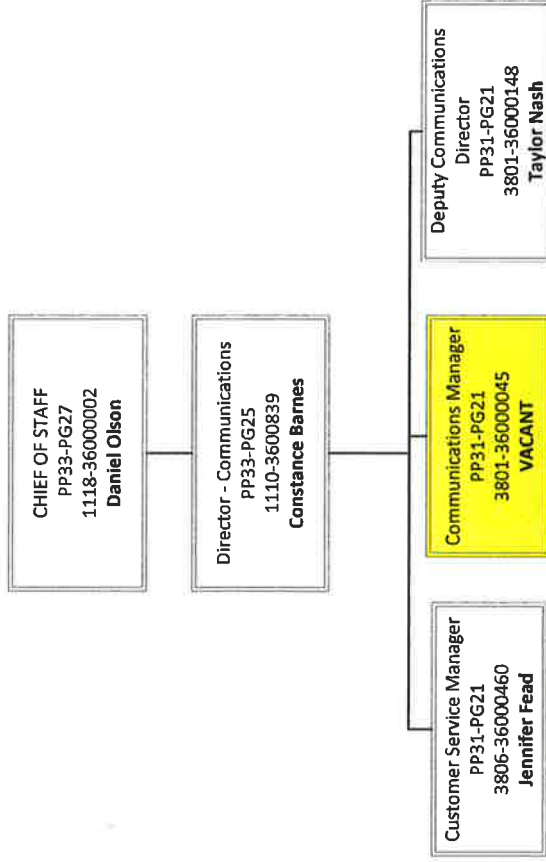 CHIEF OF STAFF
PP33-PG27
1118-36000002
Daniel Olson
Director - Communications
PP33-PG25
1110-3600839
Constance Barnes
Customer Service Manager
PP31-PG21
3806-36000460
Jennifer Fead
Communications Manager
PP31-PG21
3801-36000045
VACANT
Deputy Communications
Director
PP31-PG21
3801-36000148
Taylor Nash